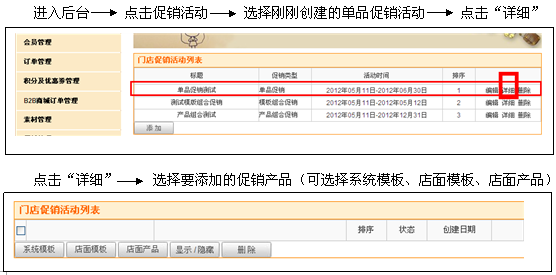 进入后台 → 点击促销活动 → 选择刚刚创建的单品促销活动 → 点击“详细”
会员管理
订单管理
积分及优惠券管理
B2B商城订单管理
素材管理
门店促销活动列表
标题 促销类型 活动时间 排序
单品促销测试 单品促销 2012年05月11日-2012年05月30日 1 编辑 详细 删除
测试模版组合促销 模板组合促销 2012年05月11日-2012年05月12日 2 编辑 详细 删除
产品组合测试 产品组合促销 2012年05月11日-2012年12月31日 3 编辑 详细 删除
添 加
点击“详细” → 选择要添加的促销产品（可选择系统模板、店面模板、店面产品）
门店促销活动列表
排序 状态 创建日期
系统模板 店面模板 店面产品 显示/隐藏 删 除